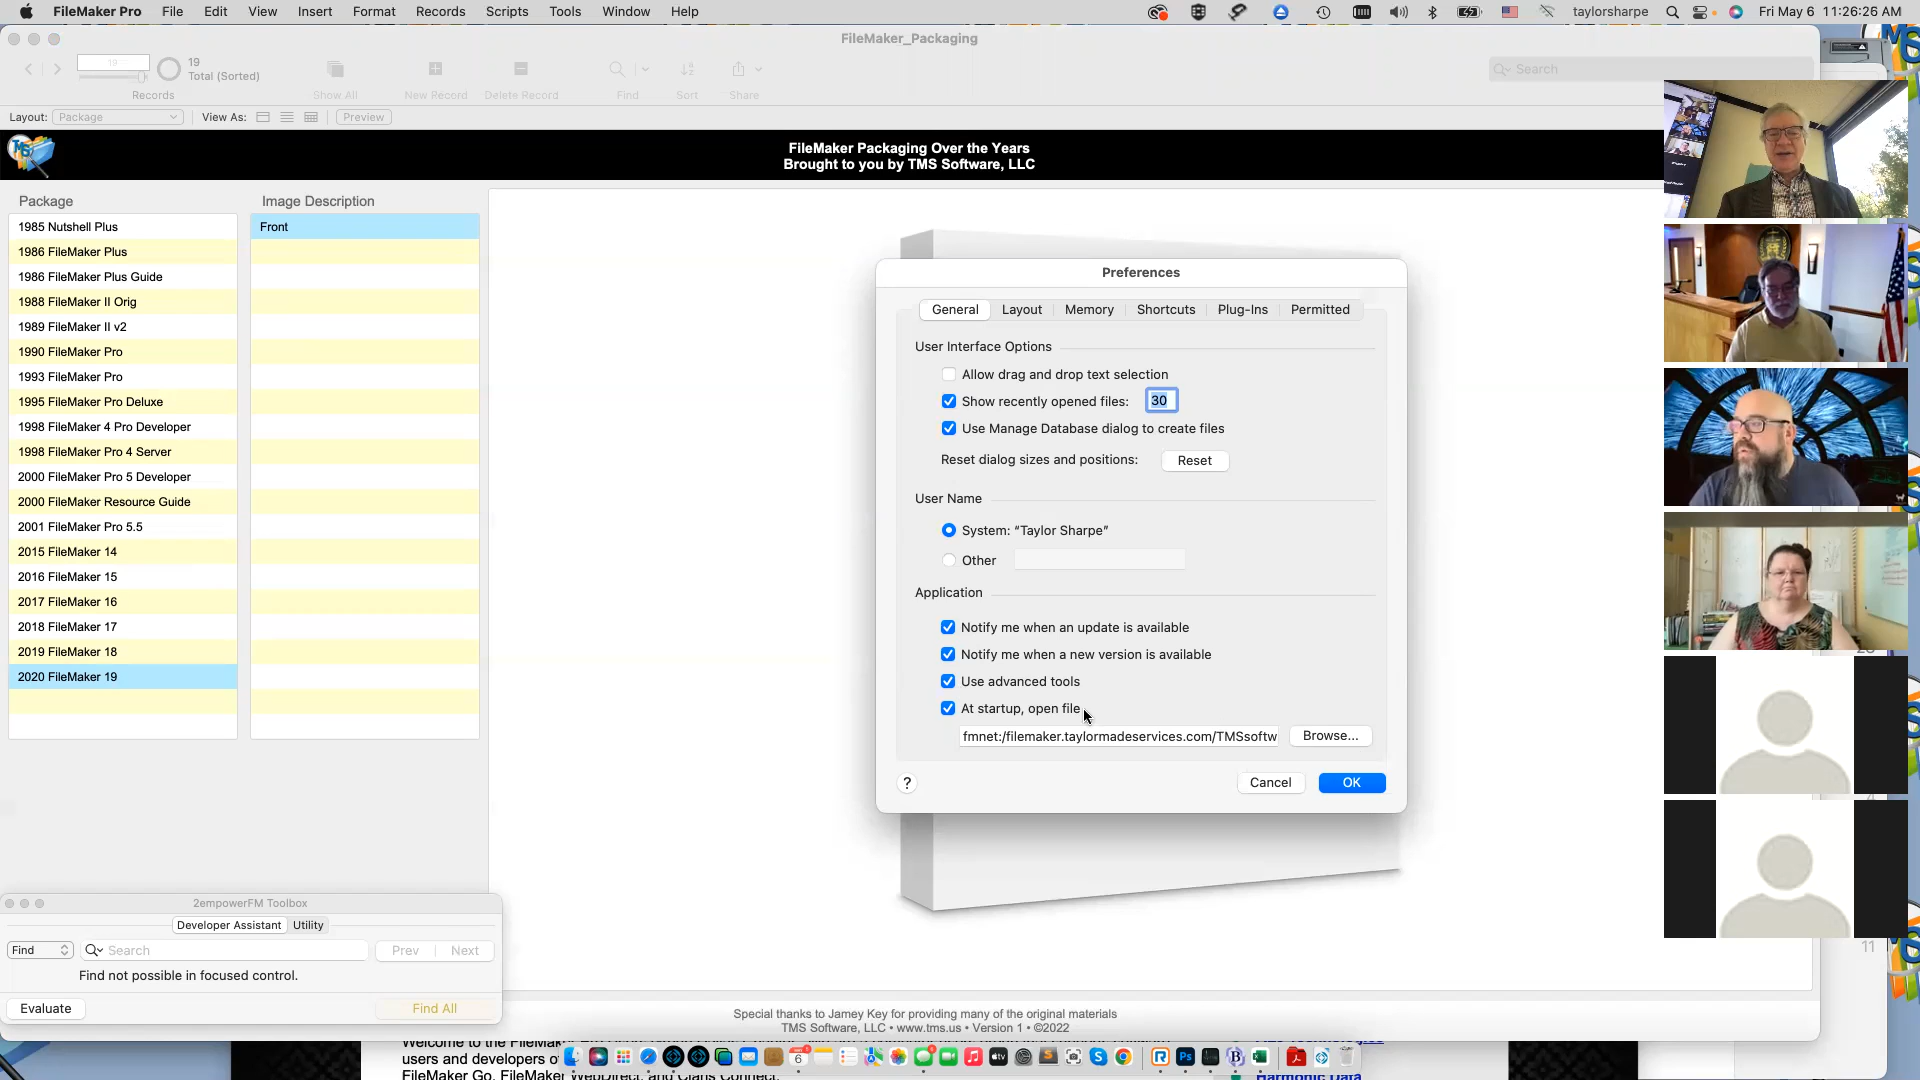 FileMaker Pro File Edit View Insert Format Records Scripts Tools Window Help taylorsharpe Fri May 6 11:26:26 AM
FileMaker_Packaging
19
19
Total (Sorted)
Records
Show All
New Record
Delete Record
Find
Sort
Share
Search
Layout: Package
View As:
Preview
TMS
FileMaker Packaging Over the Years
Brought to you by TMS Software, LLC
Package
1985 Nutshell Plus
1986 FileMaker Plus
1986 FileMaker Plus Guide
1988 FileMaker II Orig
1989 FileMaker II v2
1990 FileMaker Pro
1993 FileMaker Pro
1995 FileMaker Pro Deluxe
1998 FileMaker 4 Pro Developer
1998 FileMaker Pro 4 Server
2000 FileMaker Pro 5 Developer
2000 FileMaker Resource Guide
2001 FileMaker Pro 5.5
2015 FileMaker 14
2016 FileMaker 15
2017 FileMaker 16
2018 FileMaker 17
2019 FileMaker 18
2020 FileMaker 19
Image Description
Front
Preferences
General Layout Memory Shortcuts Plug-Ins Permitted
User Interface Options
Allow drag and drop text selection
Show recently opened files: 30
Use Manage Database dialog to create files
Reset dialog sizes and positions: Reset
User Name
System: “Taylor Sharpe”
Other
Application
Notify me when an update is available
Notify me when a new version is available
Use advanced tools
At startup, open file
fmnet:/filemaker.taylormadeservices.com/TMSsoftw Browse...
? Cancel OK
2empowerFM Toolbox
Developer Assistant Utility
Find Search Prev Next
Find not possible in focused control.
Evaluate Find All
11
Special thanks to Jamey Key for providing many of the original materials
TMS Software, LLC • www.tms.us • Version 1 • ©2022
users and developers of